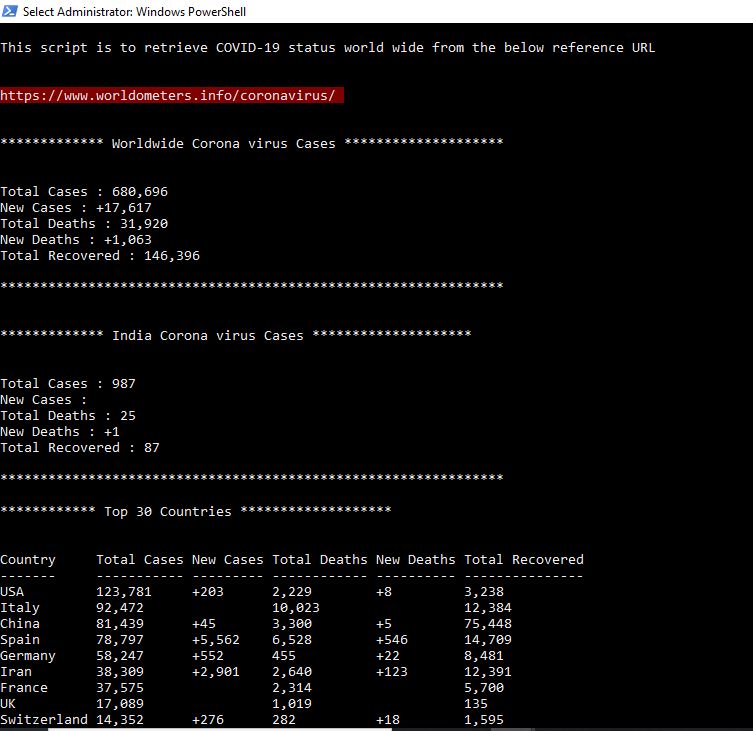 Select Administrator: Windows PowerShell
This script is to retrieve COVID-19 status world wide from the below reference URL
https://www.worldometers.info/coronavirus/
************* Worldwide Corona virus Cases ********************
Total Cases : 680,696
New Cases : +17,617
Total Deaths : 31,920
New Deaths : +1,063
Total Recovered : 146,396
***************************************************************
************* India Corona virus Cases ********************
Total Cases : 987
New Cases :
Total Deaths : 25
New Deaths : +1
Total Recovered : 87
***************************************************************
************ Top 30 Countries *******************
Country     Total Cases New Cases Total Deaths New Deaths Total Recovered
-------     ----------- --------- ------------ ---------- ---------------
USA         123,781     +203      2,229        +8         3,238
Italy       92,472                10,023                  12,384
China       81,439      +45       3,300        +5         75,448
Spain       78,797      +5,562    6,528        +546       14,709
Germany     58,247      +552      455          +22        8,481
Iran        38,309      +2,901    2,640        +123       12,391
France      37,575                2,314                   5,700
UK          17,089                1,019                   135
Switzerland 14,352      +276      282          +18        1,595